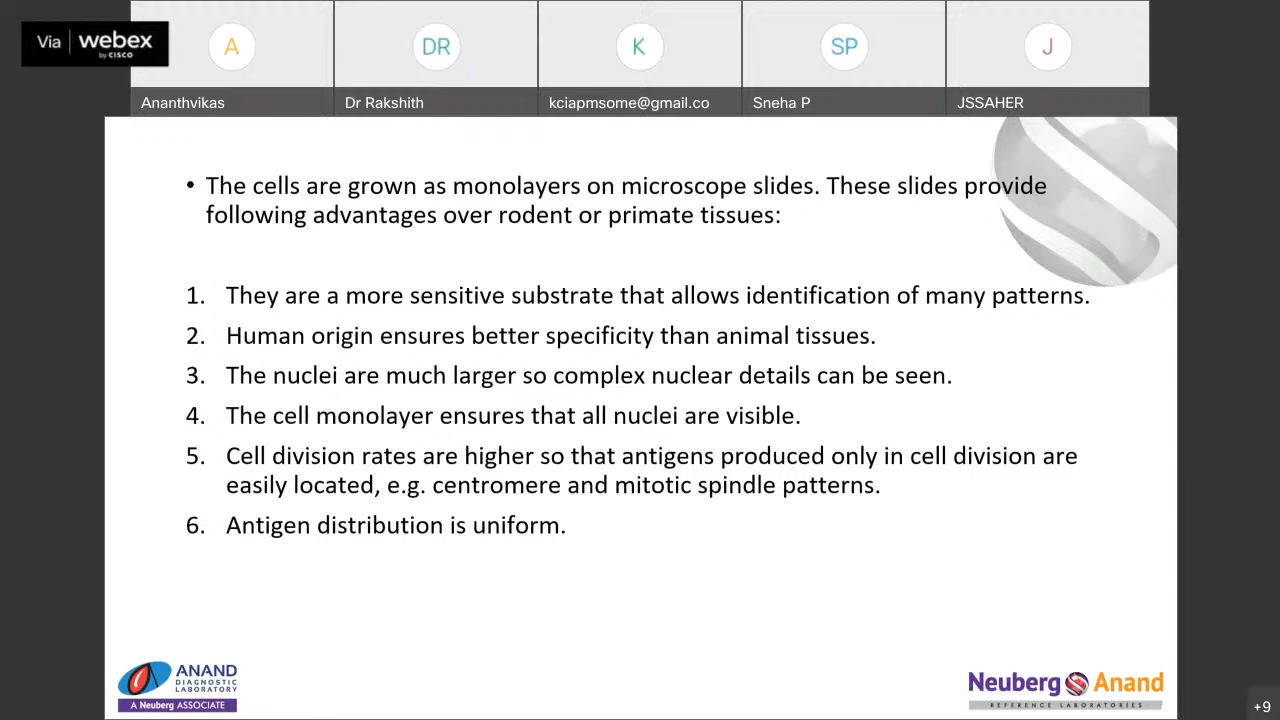 Via webex
by CISCO
A
DR
K
SP
J
Ananthvikas
Dr Rakshith
kciapmsome@gmail.co
Sneha P
JSSAHER
• The cells are grown as monolayers on microscope slides. These slides provide
following advantages over rodent or primate tissues:
1. They are a more sensitive substrate that allows identification of many patterns.
2. Human origin ensures better specificity than animal tissues.
3. The nuclei are much larger so complex nuclear details can be seen.
4. The cell monolayer ensures that all nuclei are visible.
5. Cell division rates are higher so that antigens produced only in cell division are
easily located, e.g. centromere and mitotic spindle patterns.
6. Antigen distribution is uniform.
ANAND
DIAGNOSTIC
LABORATORY
A Neuberg ASSOCIATE
Neuberg Anand
REFERENCE LABORATORIES
+9